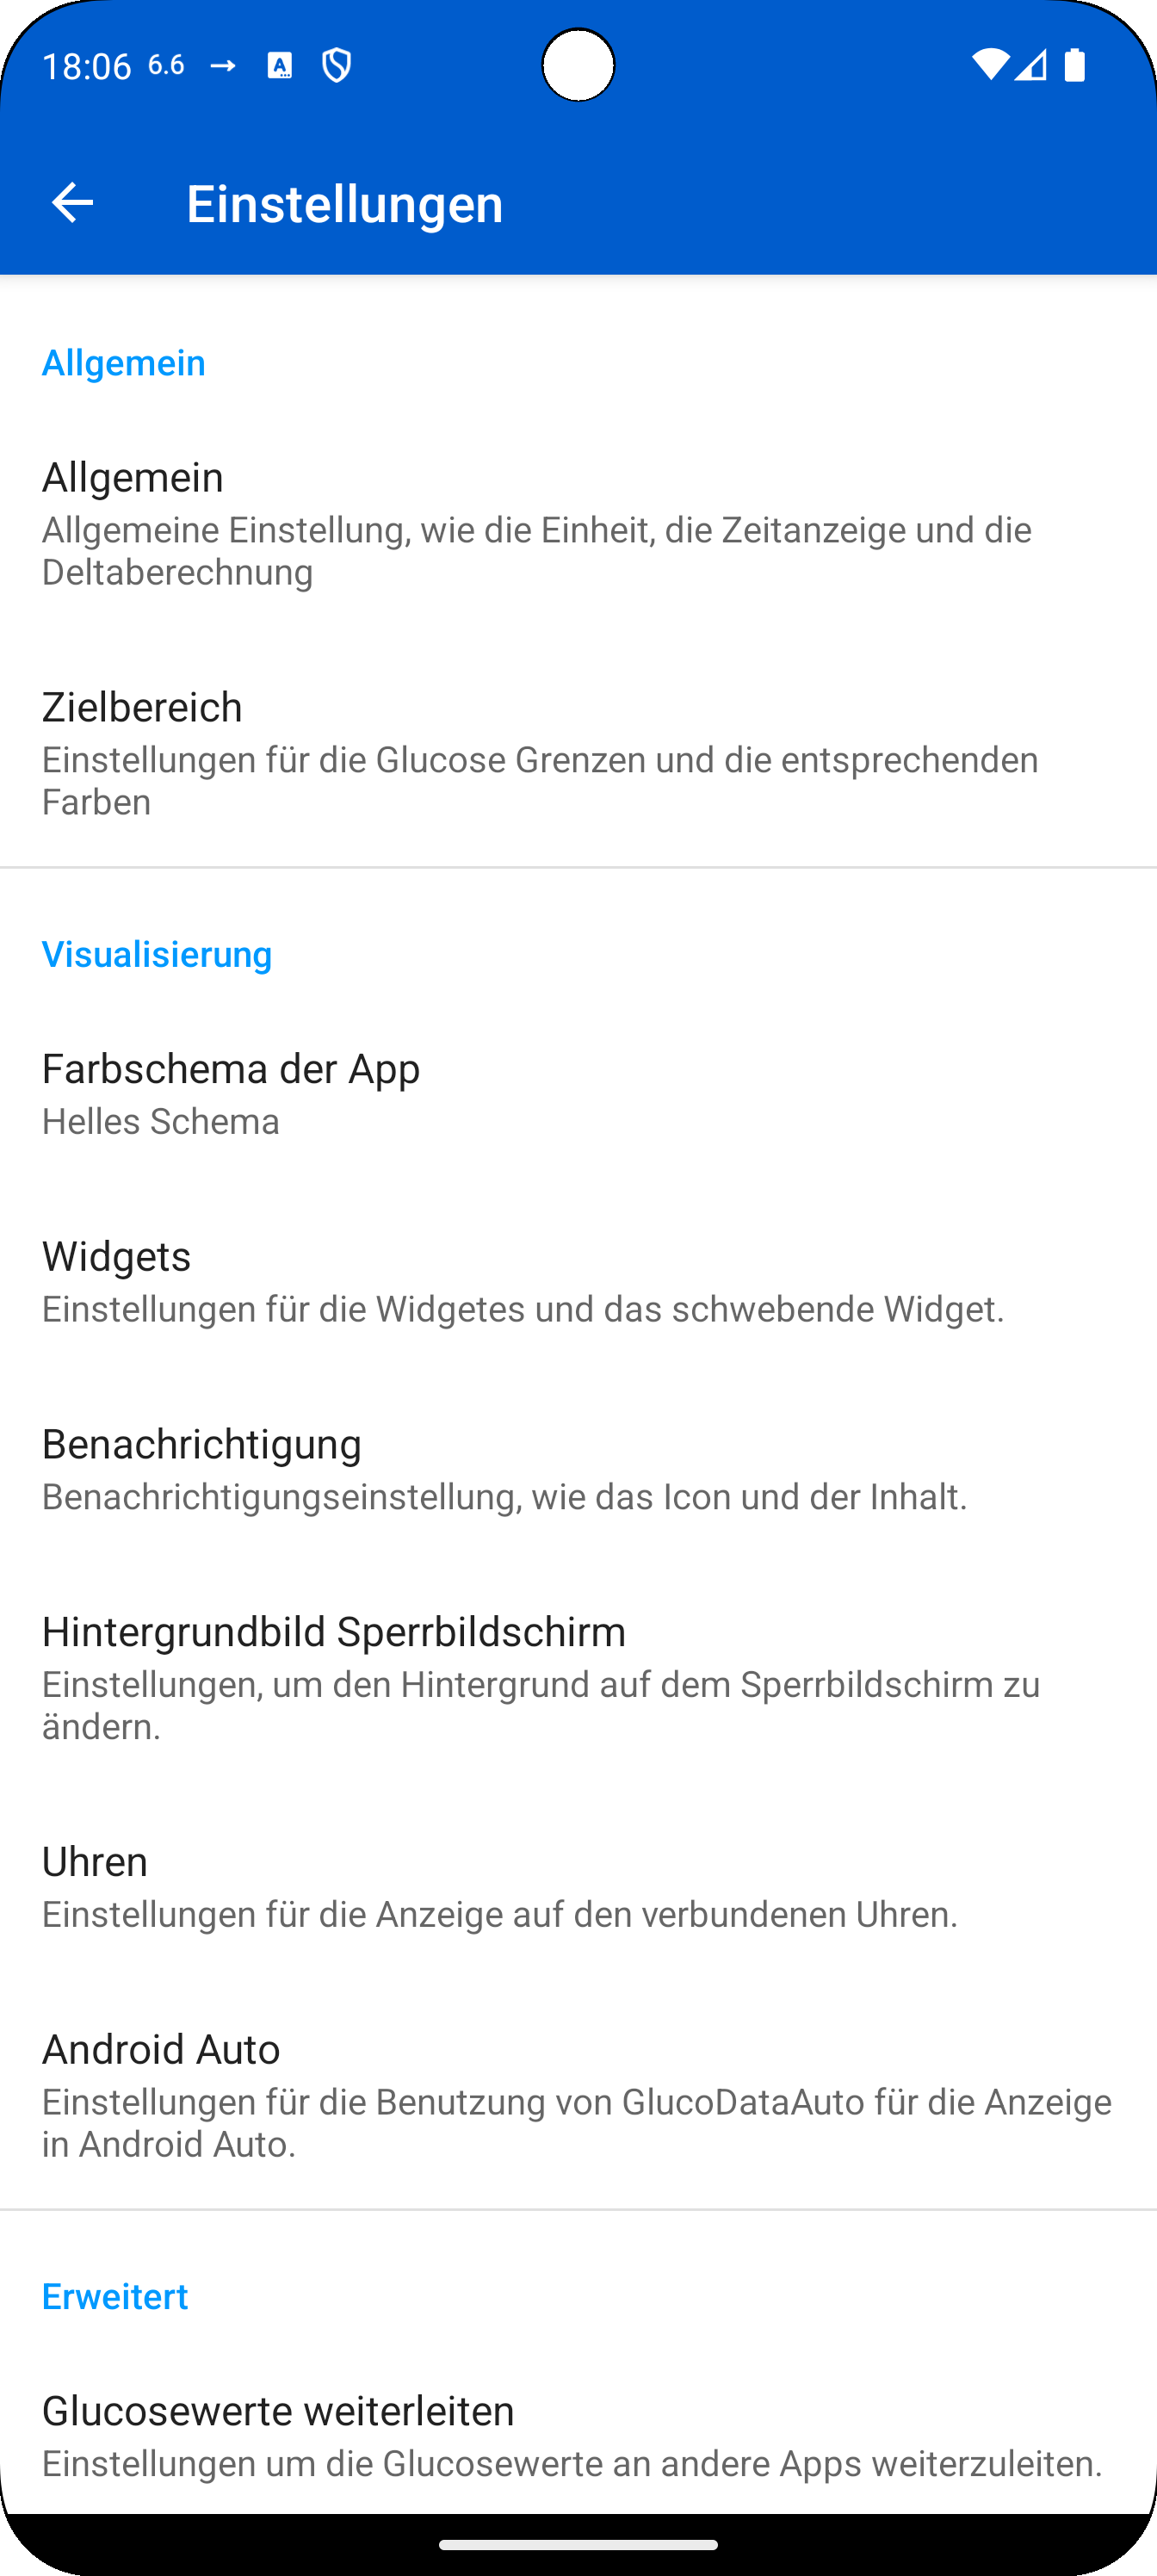 18:06 6.6 → A
Einstellungen
Allgemein
Allgemein
Allgemeine Einstellung, wie die Einheit, die Zeitanzeige und die
Deltaberechnung
Zielbereich
Einstellungen für die Glucose Grenzen und die entsprechenden
Farben
Visualisierung
Farbschema der App
Helles Schema
Widgets
Einstellungen für die Widgetes und das schwebende Widget.
Benachrichtigung
Benachrichtigungseinstellung, wie das Icon und der Inhalt.
Hintergrundbild Sperrbildschirm
Einstellungen, um den Hintergrund auf dem Sperrbildschirm zu
ändern.
Uhren
Einstellungen für die Anzeige auf den verbundenen Uhren.
Android Auto
Einstellungen für die Benutzung von GlucoDataAuto für die Anzeige
in Android Auto.
Erweitert
Glucosewerte weiterleiten
Einstellungen um die Glucosewerte an andere Apps weiterzuleiten.